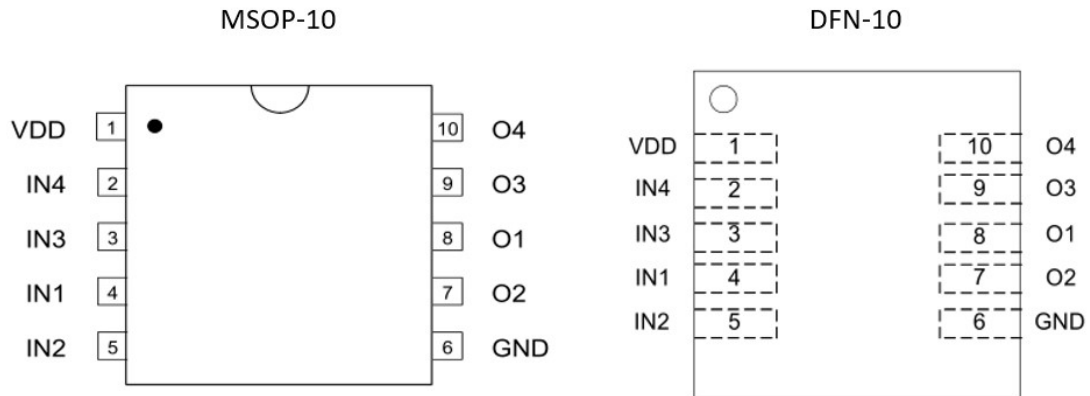 MSOP-10 DFN-10
VDD 1 10 O4
IN4 2 9 O3
IN3 3 8 O1
IN1 4 7 O2
IN2 5 6 GND
VDD 1 10 O4
IN4 2 9 O3
IN3 3 8 O1
IN1 4 7 O2
IN2 5 6 GND